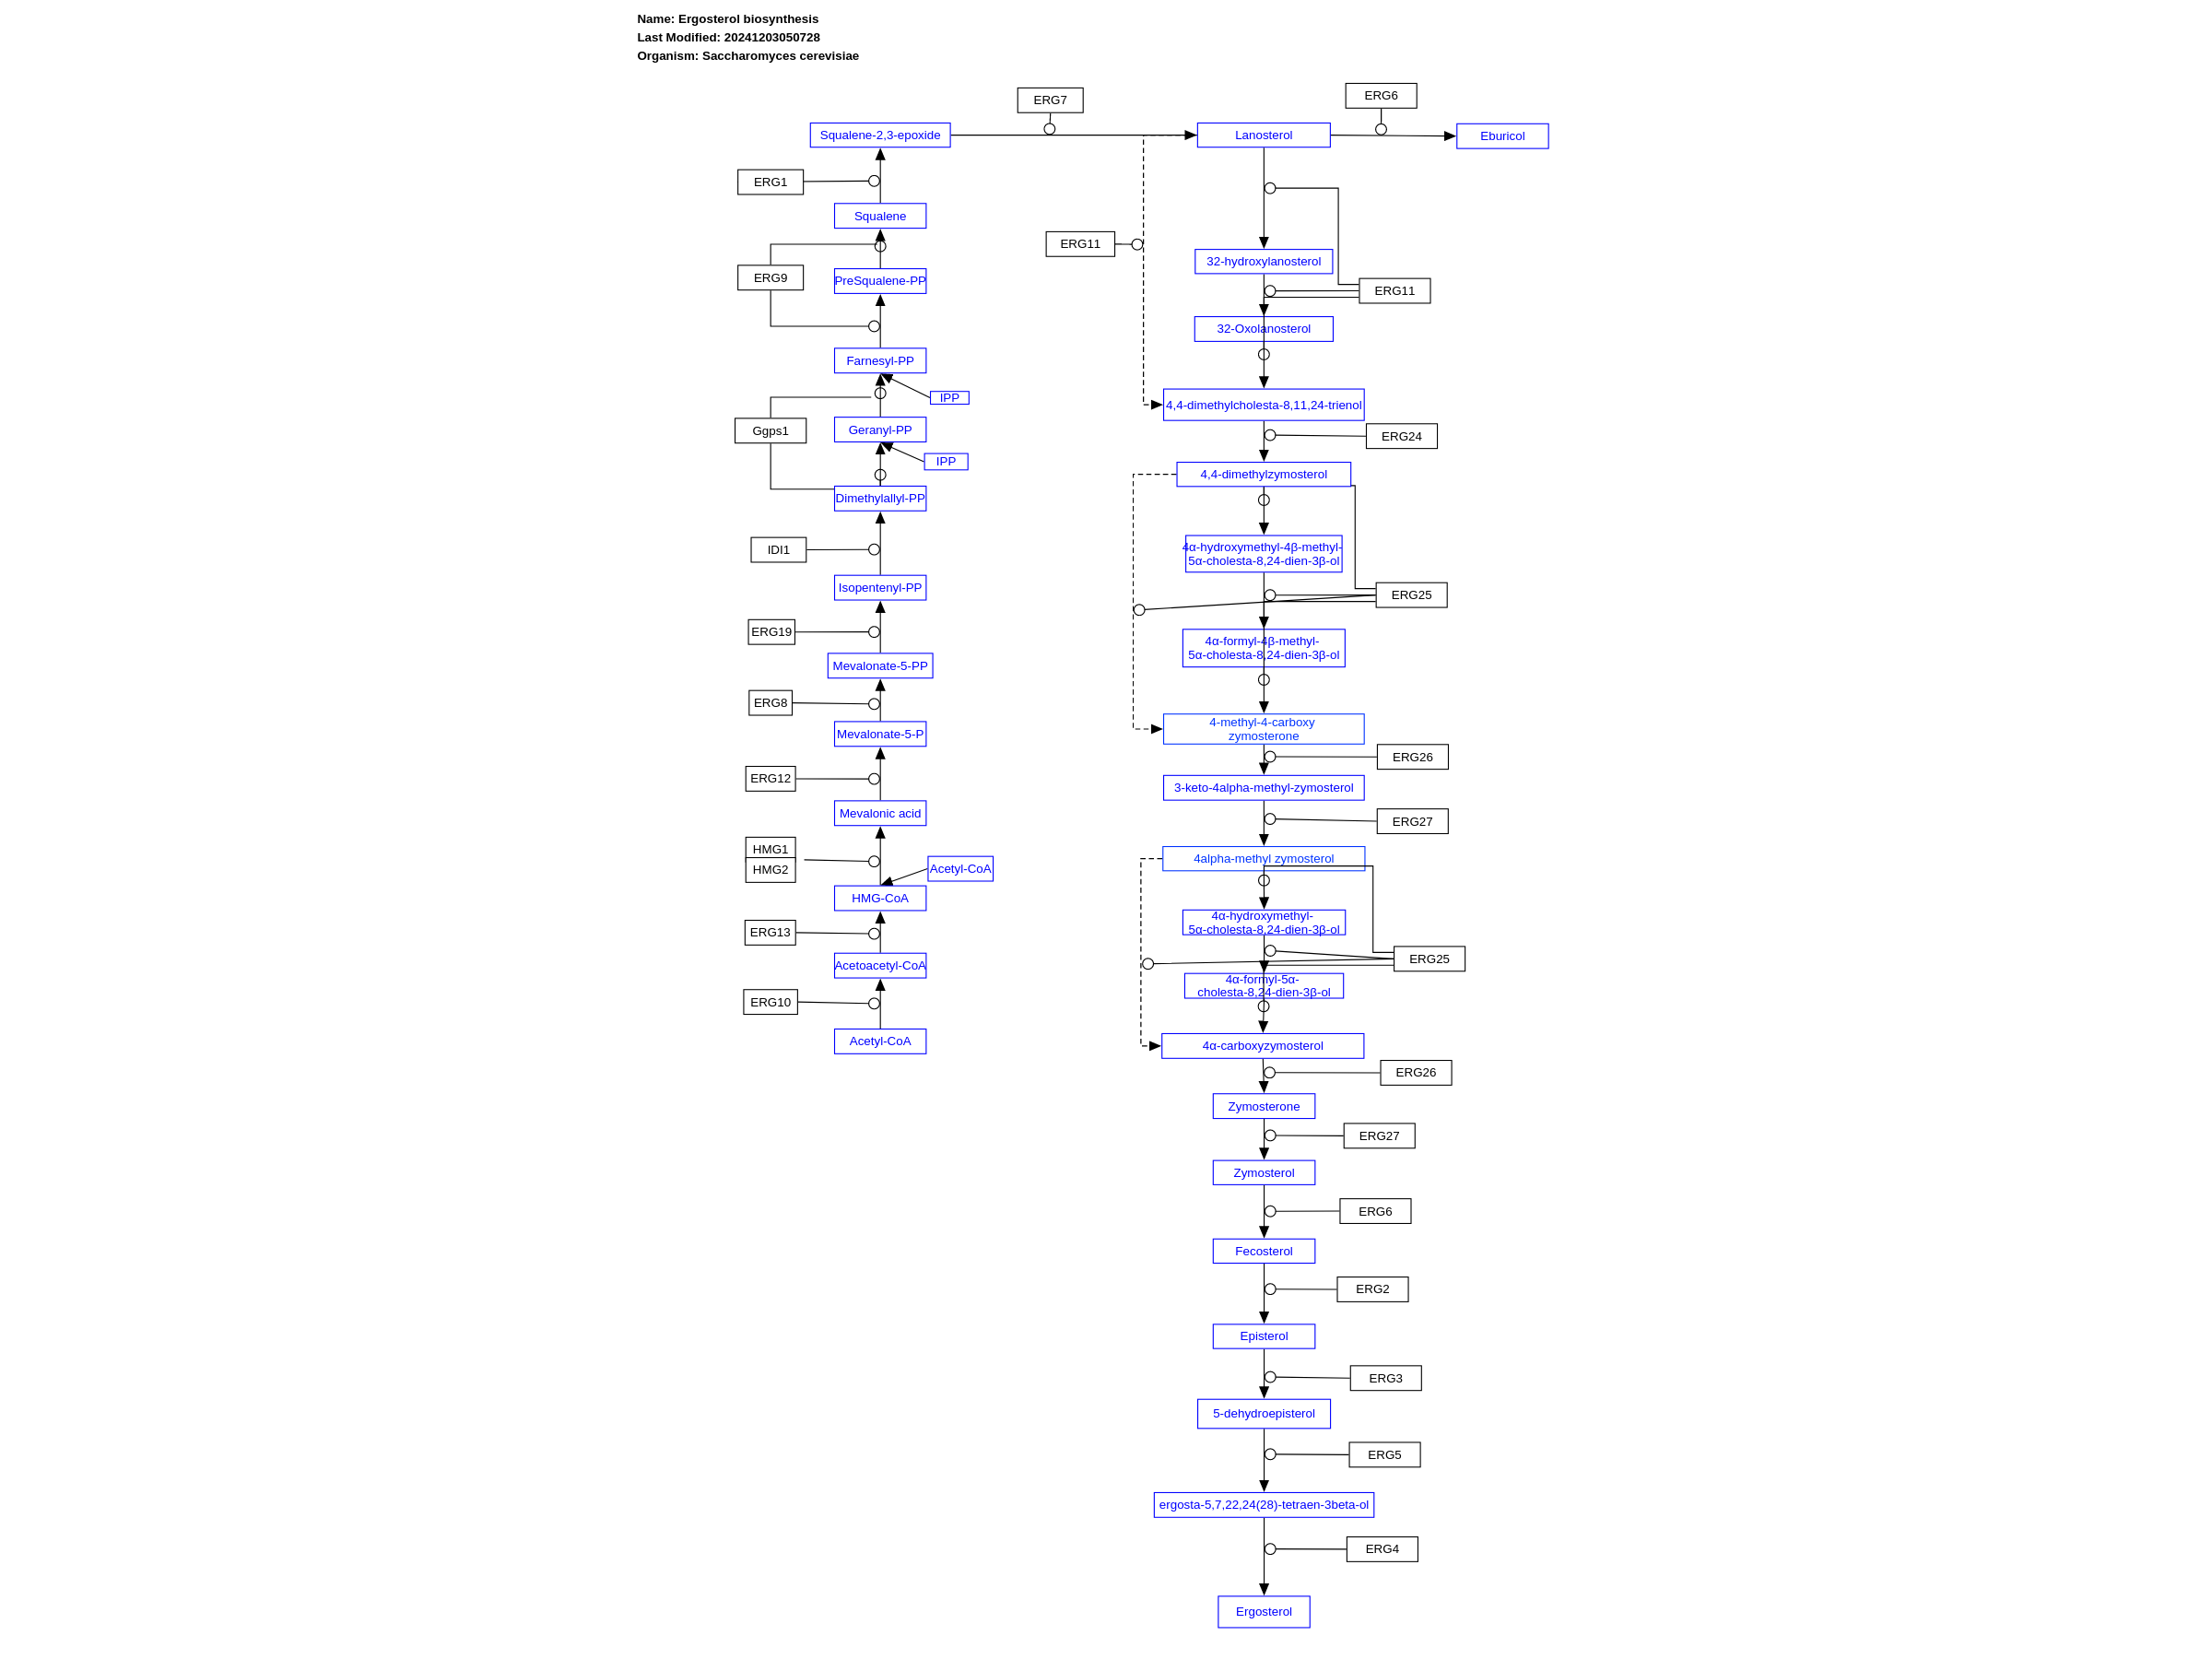 Name: Ergosterol biosynthesis
Last Modified: 20241203050728
Organism: Saccharomyces cerevisiae
ERG7
ERG6
Squalene-2,3-epoxide
Lanosterol
Eburicol
ERG1
Squalene
ERG11
32-hydroxylanosterol
ERG9
PreSqualene-PP
ERG11
32-Oxolanosterol
Farnesyl-PP
IPP
4,4-dimethylcholesta-8,11,24-trienol
Ggps1
Geranyl-PP
ERG24
IPP
4,4-dimethylzymosterol
Dimethylallyl-PP
IDI1
4α-hydroxymethyl-4β-methyl-
5α-cholesta-8,24-dien-3β-ol
Isopentenyl-PP
ERG25
ERG19
4α-formyl-4β-methyl-
5α-cholesta-8,24-dien-3β-ol
Mevalonate-5-PP
ERG8
4-methyl-4-carboxy
zymosterone
Mevalonate-5-P
ERG26
ERG12
3-keto-4alpha-methyl-zymosterol
Mevalonic acid
ERG27
HMG1
HMG2
Acetyl-CoA
4alpha-methyl zymosterol
HMG-CoA
4α-hydroxymethyl-
5α-cholesta-8,24-dien-3β-ol
ERG13
ERG25
Acetoacetyl-CoA
4α-formyl-5α-
cholesta-8,24-dien-3β-ol
ERG10
Acetyl-CoA
4α-carboxyzymosterol
ERG26
Zymosterone
ERG27
Zymosterol
ERG6
Fecosterol
ERG2
Episterol
ERG3
5-dehydroepisterol
ERG5
ergosta-5,7,22,24(28)-tetraen-3beta-ol
ERG4
Ergosterol